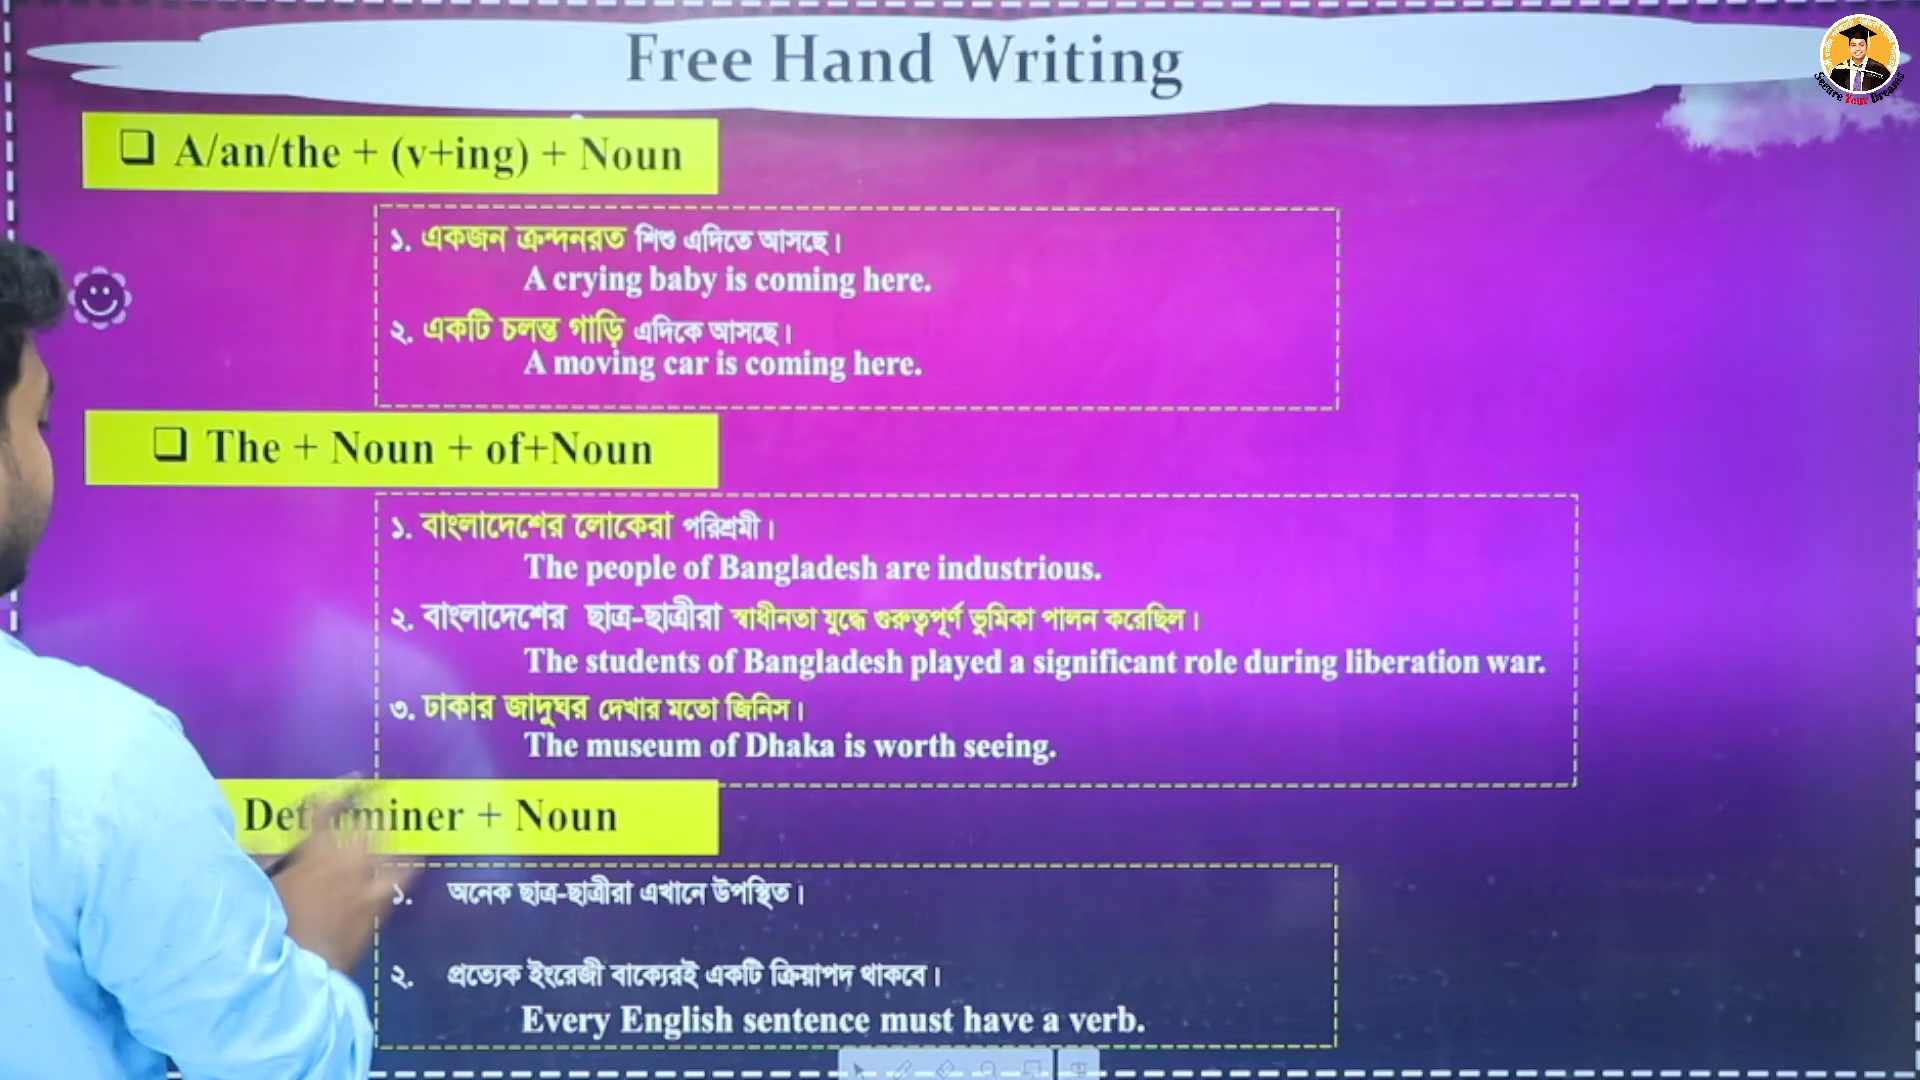 Free Hand Writing
Secure Your Dreams
❑ A/an/the + (v+ing) + Noun
১. একজন ক্রন্দনরত শিশু এদিতে আসছে।
A crying baby is coming here.
২. একটি চলন্ত গাড়ি এদিকে আসছে।
A moving car is coming here.
❑ The + Noun + of+Noun
১. বাংলাদেশের লোকেরা পরিশ্রমী।
The people of Bangladesh are industrious.
২. বাংলাদেশের ছাত্র-ছাত্রীরা স্বাধীনতা যুদ্ধে গুরুত্বপূর্ণ ভুমিকা পালন করেছিল।
The students of Bangladesh played a significant role during liberation war.
৩. ঢাকার জাদুঘর দেখার মতো জিনিস।
The museum of Dhaka is worth seeing.
Determiner + Noun
১. অনেক ছাত্র-ছাত্রীরা এখানে উপস্থিত।
২. প্রত্যেক ইংরেজী বাক্যেরই একটি ক্রিয়াপদ থাকবে।
Every English sentence must have a verb.